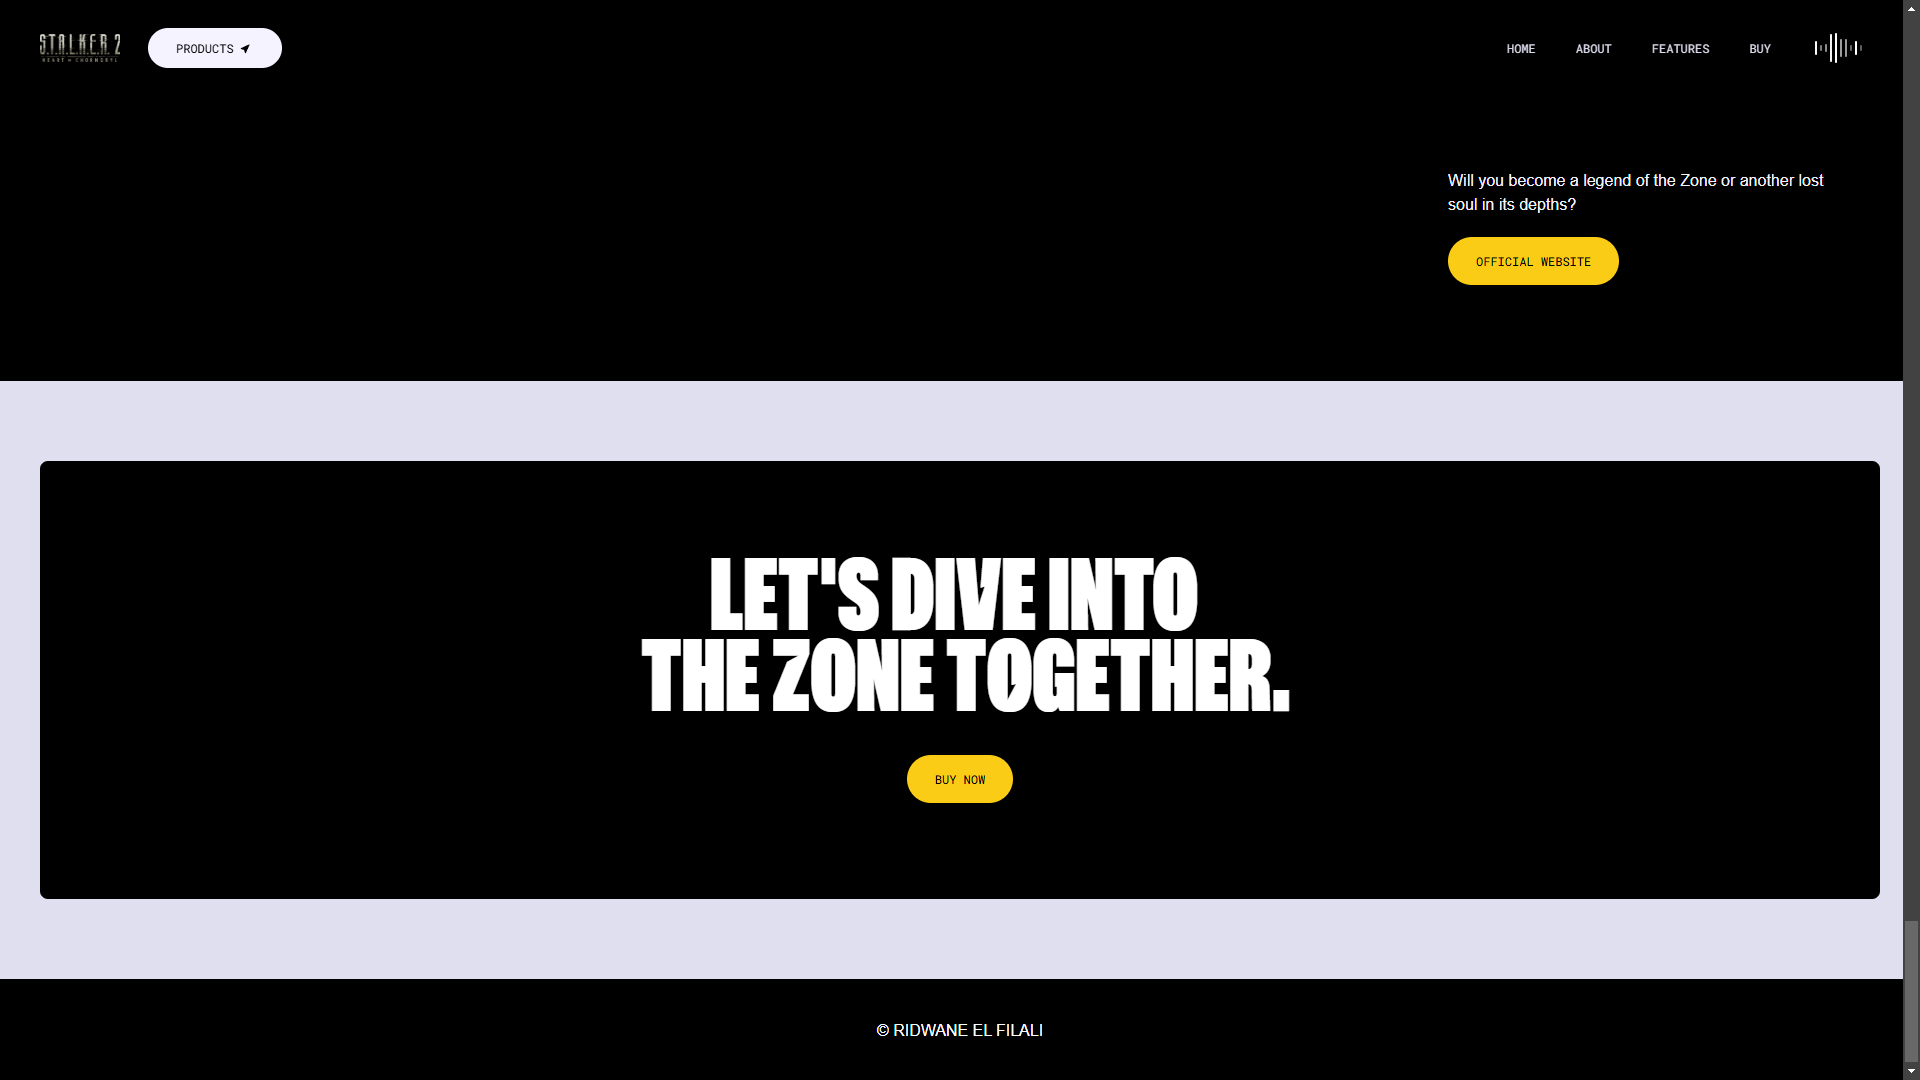 S.T.A.L.K.E.R. 2
HEART OF CHORNOBYL
PRODUCTS
HOME
ABOUT
FEATURES
BUY
Will you become a legend of the Zone or another lost
soul in its depths?
OFFICIAL WEBSITE
LET'S DIVE INTO
THE ZONE TOGETHER.
BUY NOW
© RIDWANE EL FILALI